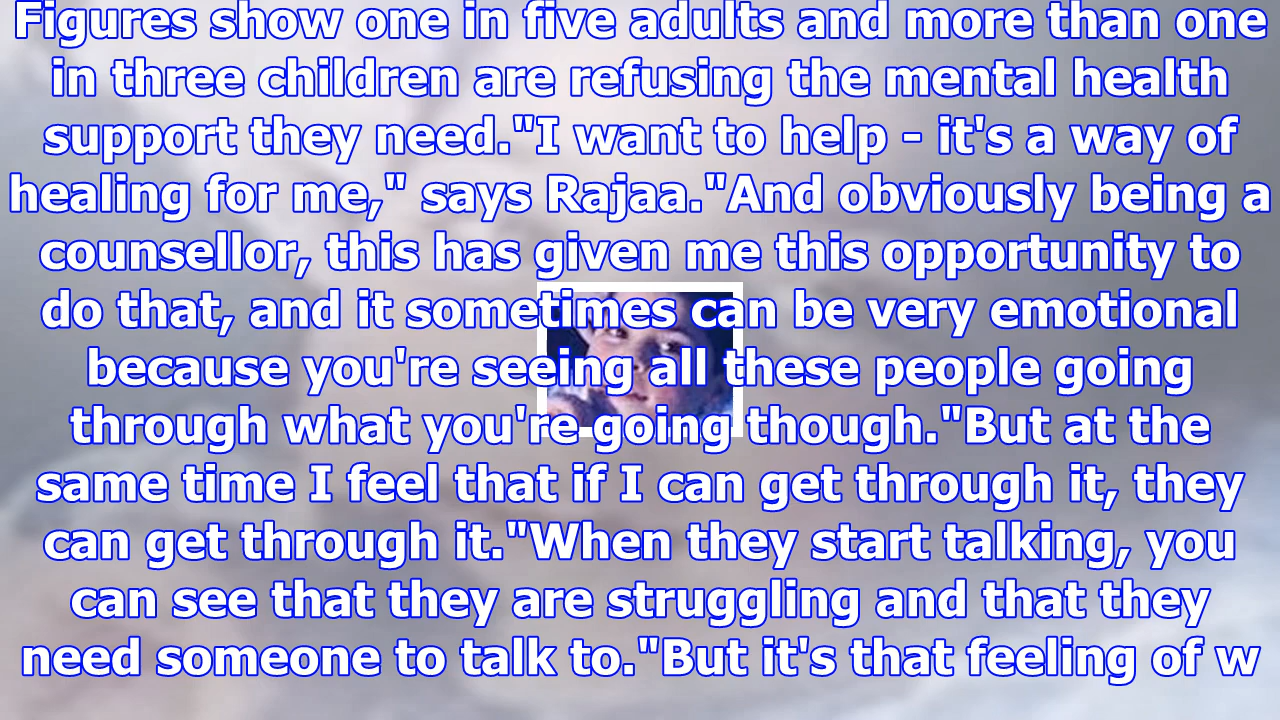 Figures show one in five adults and more than one
in three children are refusing the mental health
support they need."I want to help - it's a way of
healing for me," says Rajaa."And obviously being a
counsellor, this has given me this opportunity to
do that, and it sometimes can be very emotional
because you're seeing all these people going
through what you're going though."But at the
same time I feel that if I can get through it, they
can get through it."When they start talking, you
can see that they are struggling and that they
need someone to talk to."But it's that feeling of w